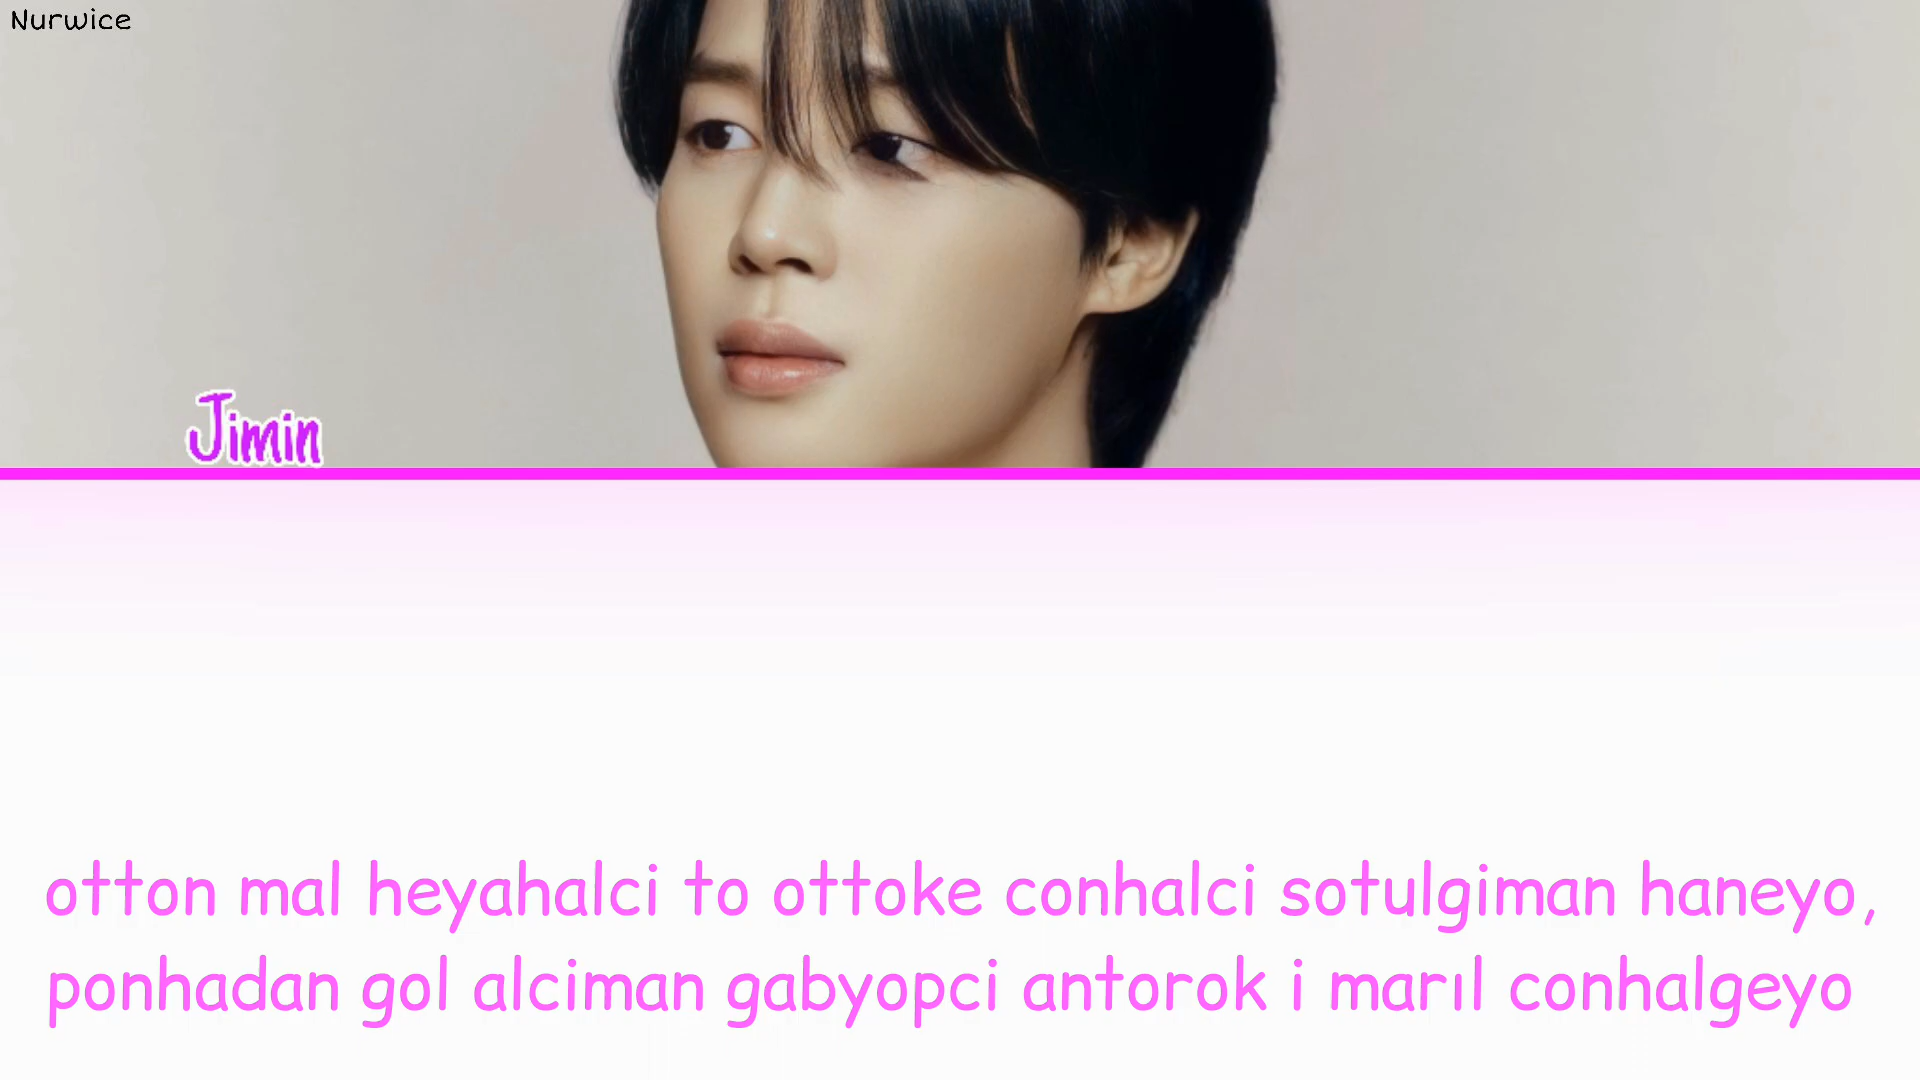 Nurwice
Jimin
otton mal heyahalci to ottoke conhalci sotulgiman haneyo,
ponhadan gol alciman gabyopci antorok i marıl conhalgeyo